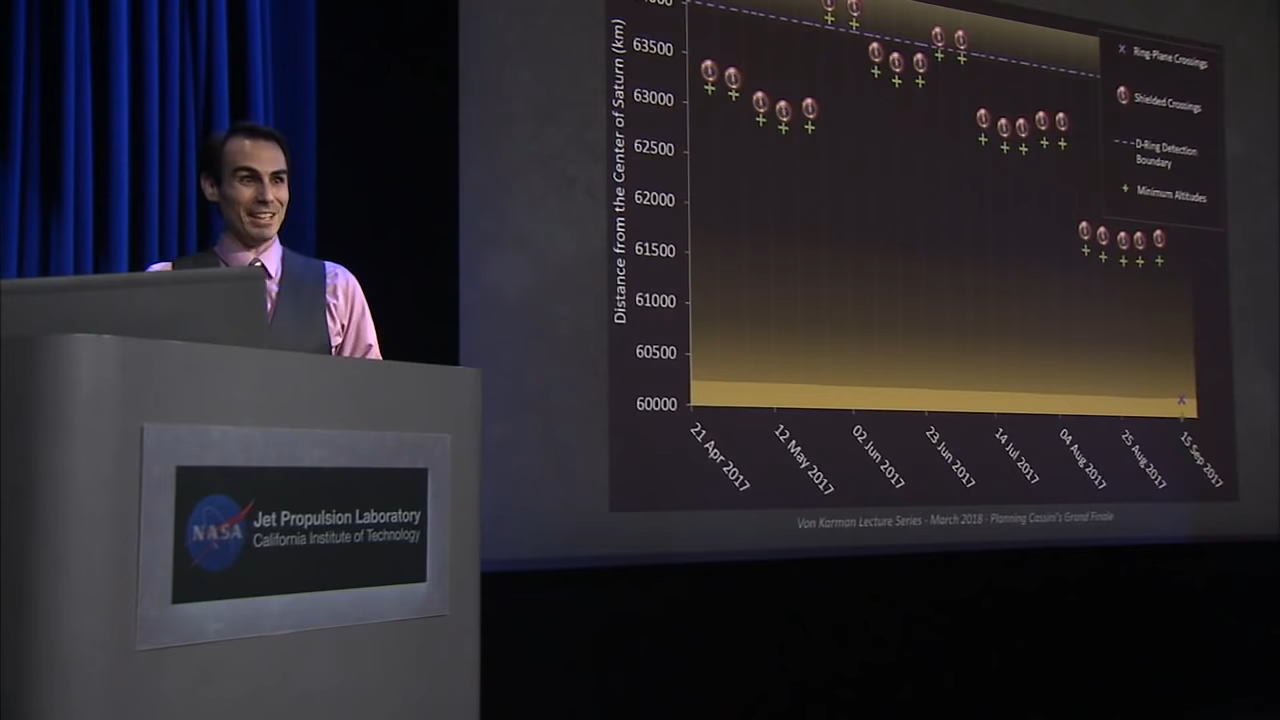 64000
63500
63000
62500
62000
61500
61000
60500
60000
Distance from the Center of Saturn (km)
21 Apr 2017
12 May 2017
02 Jun 2017
23 Jun 2017
14 Jul 2017
04 Aug 2017
25 Aug 2017
15 Sep 2017
Ring-Plane Crossings
Shielded Crossings
D-Ring Detection
Boundary
Minimum Altitudes
Von Karman Lecture Series - March 2018 - Planning Cassini's Grand Finale
NASA
Jet Propulsion Laboratory
California Institute of Technology